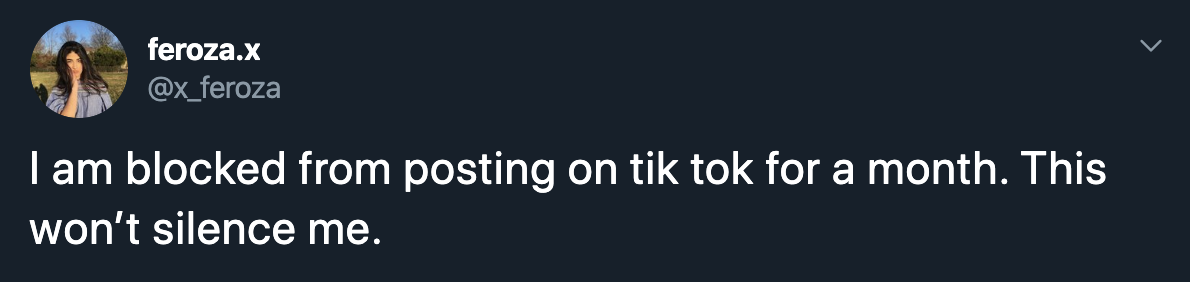 feroza.x
@x_feroza
I am blocked from posting on tik tok for a month. This
won’t silence me.